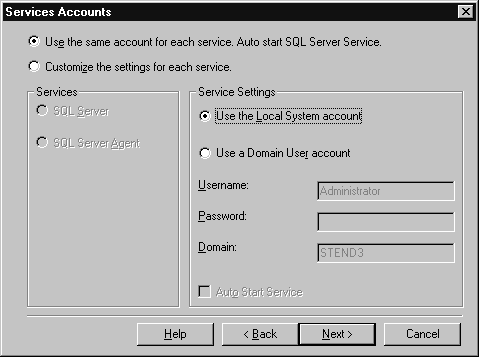 Services Accounts
Use the same account for each service. Auto start SQL Server Service.
Customize the settings for each service.
Services
SQL Server
SQL Server Agent
Service Settings
Use the Local System account
Use a Domain User account
Username:
Administrator
Password:
Domain:
STEND3
Auto Start Service
Help
< Back
Next >
Cancel